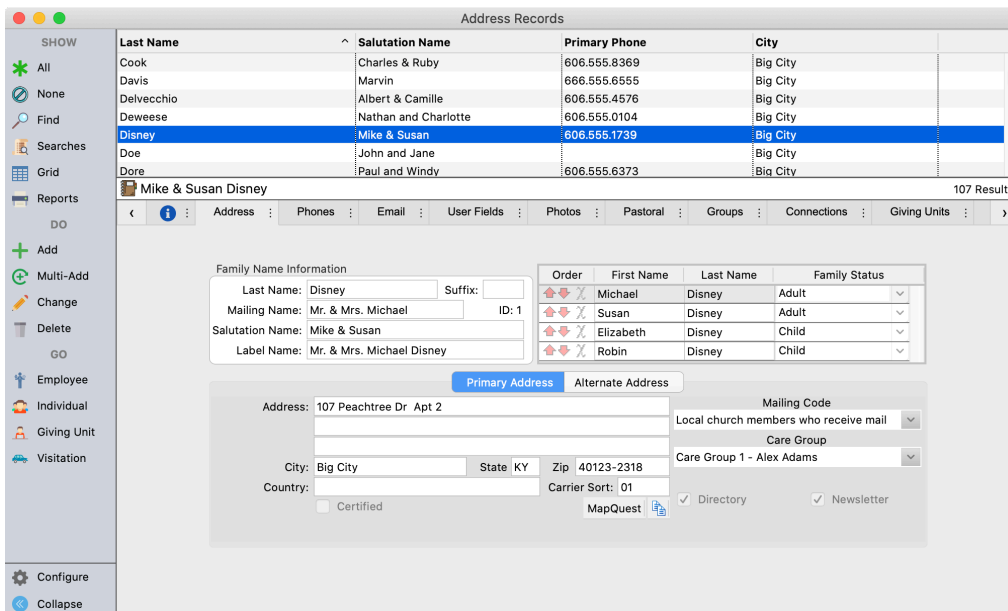 Address Records
SHOW
All
None
Find
Searches
Grid
Reports
DO
Add
Multi-Add
Change
Delete
GO
Employee
Individual
Giving Unit
Visitation
Configure
Collapse
Last Name Salutation Name Primary Phone City
Cook Charles & Ruby 606.555.8369 Big City
Davis Marvin 666.555.6555 Big City
Delvecchio Albert & Camille 606.555.4576 Big City
Deweese Nathan and Charlotte 606.555.0104 Big City
Disney Mike & Susan 606.555.1739 Big City
Doe John and Jane Big City
Dore Paul and Windy 606.555.6373 Big City
Mike & Susan Disney 107 Result
Address Phones Email User Fields Photos Pastoral Groups Connections Giving Units
Family Name Information
Last Name: Disney Suffix:
Mailing Name: Mr. & Mrs. Michael ID: 1
Salutation Name: Mike & Susan
Label Name: Mr. & Mrs. Michael Disney
Order First Name Last Name Family Status
Michael Disney Adult
Susan Disney Adult
Elizabeth Disney Child
Robin Disney Child
Primary Address Alternate Address
Address: 107 Peachtree Dr Apt 2
City: Big City State KY Zip 40123-2318
Country: Carrier Sort: 01
Certified
MapQuest
Mailing Code
Local church members who receive mail
Care Group
Care Group 1 - Alex Adams
Directory Newsletter